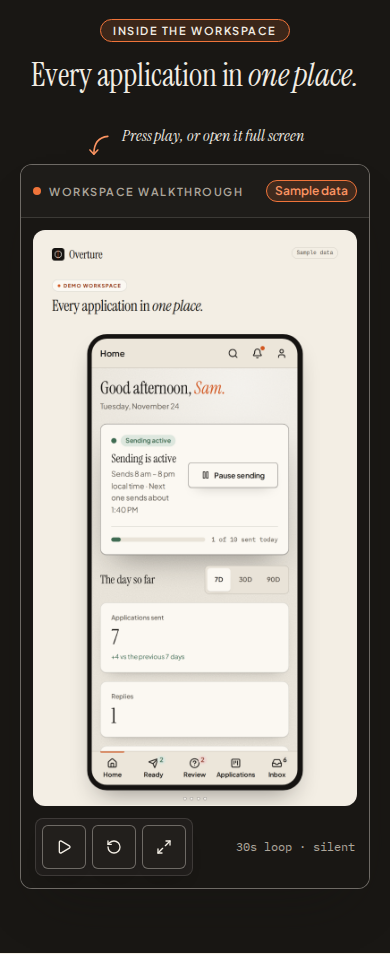 INSIDE THE WORKSPACE
Every application in one place.
Press play, or open it full screen
WORKSPACE WALKTHROUGH
Sample data
Overture
Sample data
DEMO WORKSPACE
Every application in one place.
Home
Good afternoon, Sam.
Tuesday, November 24
Sending active
Sending is active
Sends 8 am – 8 pm
local time · Next
one sends about
1:40 PM
Pause sending
1 of 10 sent today
The day so far
7D 30D 90D
Applications sent
7
+4 vs the previous 7 days
Replies
1
2 2 6
Home Ready Review Applications Inbox
30s loop · silent